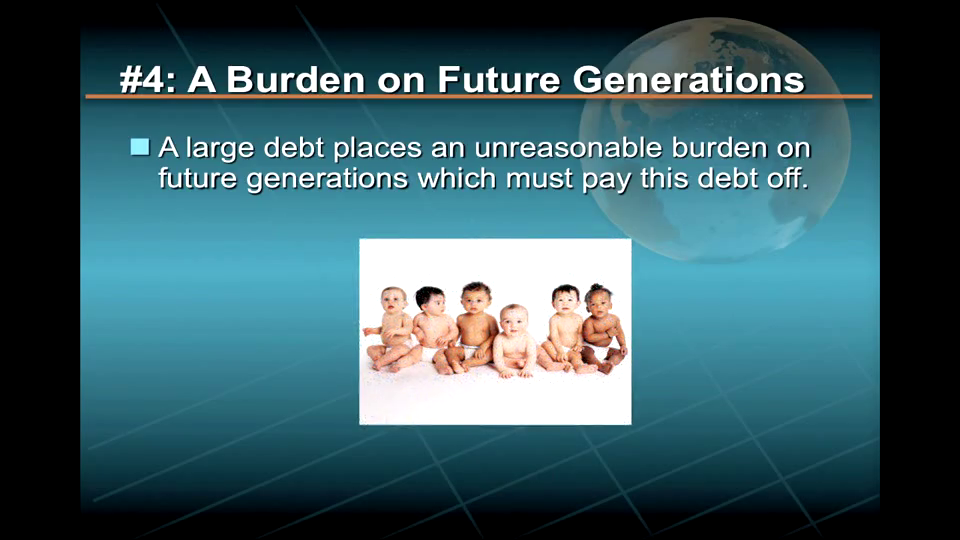 #4: A Burden on Future Generations
A large debt places an unreasonable burden on
future generations which must pay this debt off.